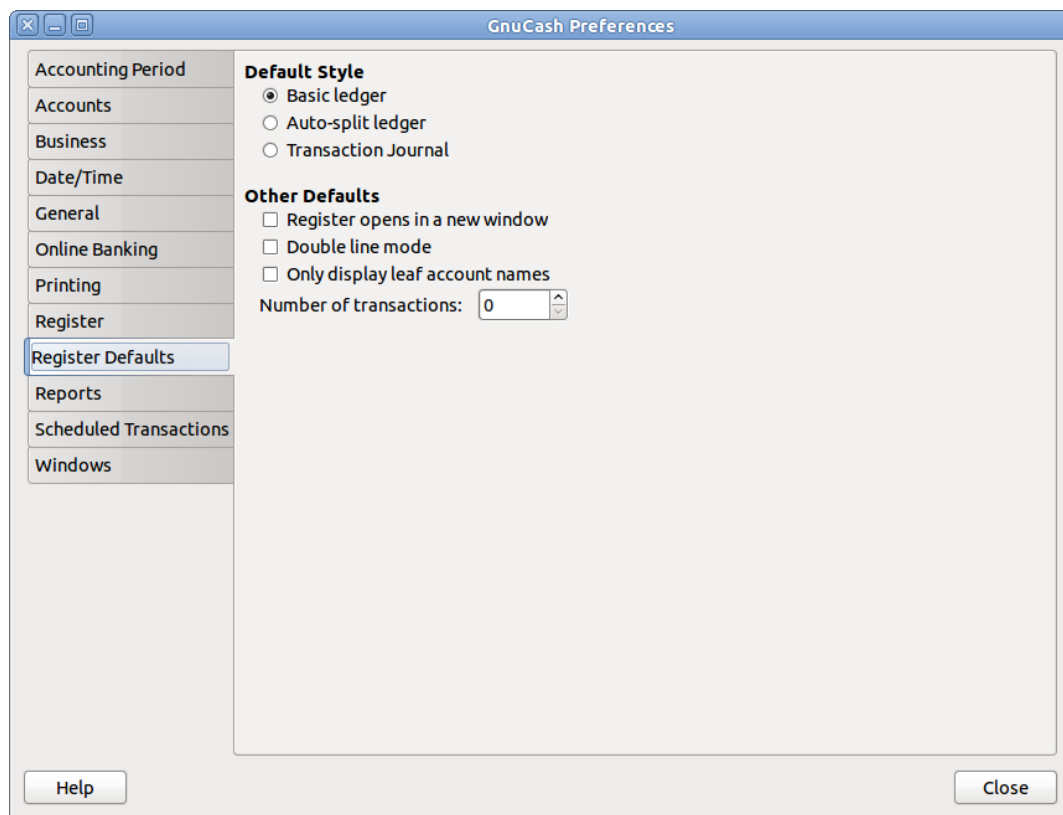 GnuCash Preferences
Accounting Period
Accounts
Business
Date/Time
General
Online Banking
Printing
Register
Register Defaults
Reports
Scheduled Transactions
Windows
Default Style
Basic ledger
Auto-split ledger
Transaction Journal
Other Defaults
Register opens in a new window
Double line mode
Only display leaf account names
Number of transactions: 0
Help
Close